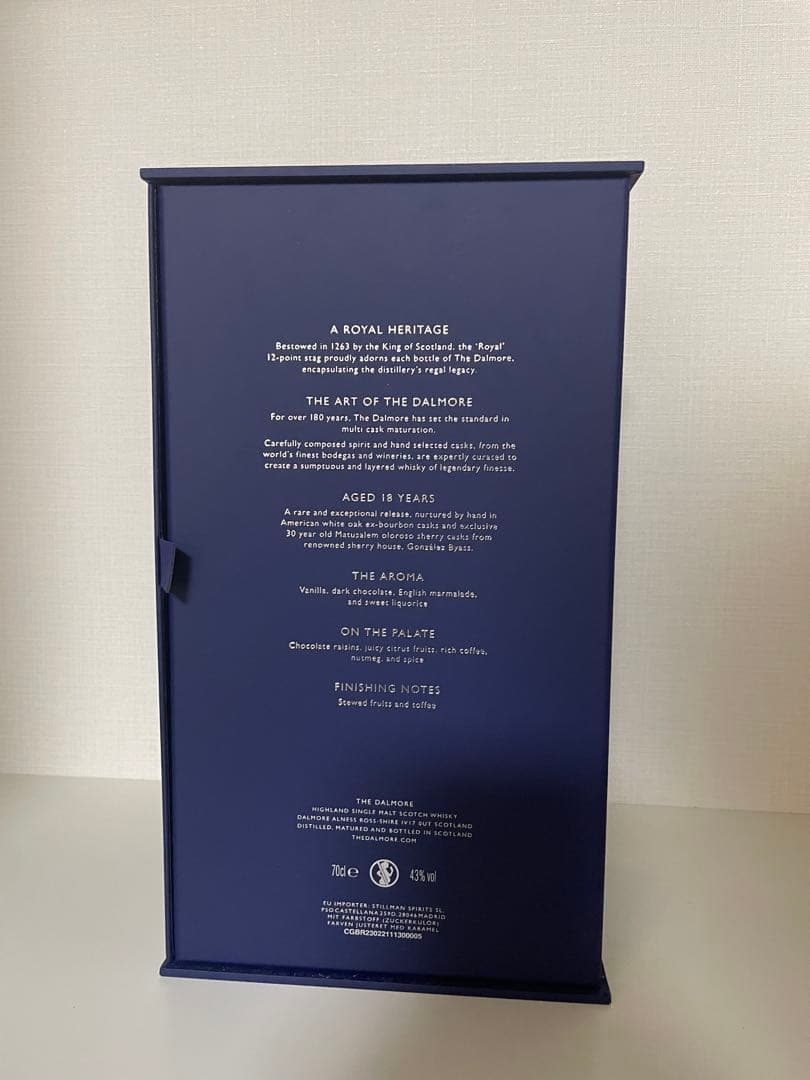 A ROYAL HERITAGE
Bestowed in 1263 by the King of Scotland, the 'Royal'
12-point stag proudly adorns each bottle of The Dalmore,
encapsulating the distillery's regal legacy.
THE ART OF THE DALMORE
For over 180 years, The Dalmore has set the standard in
multi cask maturation.
Carefully composed spirit and hand selected casks, from the
world's finest bodegas and wineries, are expertly curated to
create a sumptuous and layered whisky of legendary finesse.
AGED 18 YEARS
A rare and exceptional release, nurtured by hand in
American white oak ex-bourbon casks and exclusive
30 year old Matusalem oloroso sherry casks from
renowned sherry house, González Byass.
THE AROMA
Vanilla, dark chocolate, English marmalade,
and sweet liquorice
ON THE PALATE
Chocolate raisins, juicy citrus fruits, rich coffee,
nutmeg, and spice
FINISHING NOTES
Stewed fruits and toffee
THE DALMORE
HIGHLAND SINGLE MALT SCOTCH WHISKY
DALMORE ALNESS ROSS-SHIRE IV17 0UT SCOTLAND
DISTILLED, MATURED AND BOTTLED IN SCOTLAND
THEDALMORE.COM
70cl e 43% vol
EU IMPORTER: STILLMAN SPIRITS SL,
PSO CASTELLANA 259D, 28046 MADRID
MIT FARBSTOFF (ZUCKERKULÖR)
FARVEN JUSTERET MED KARAMEL
CGBR23022111300005